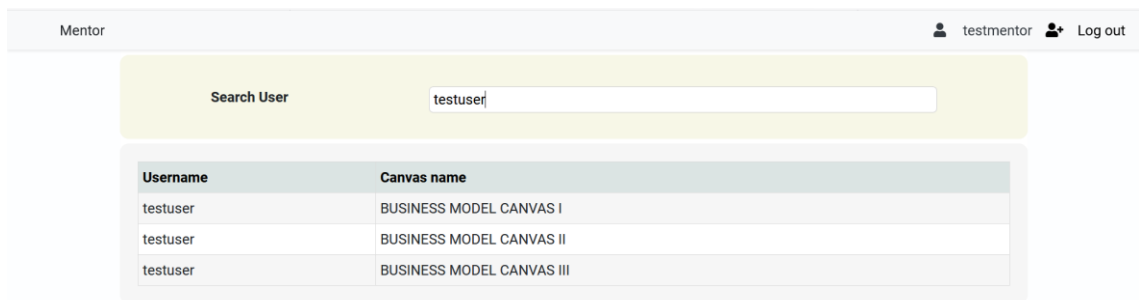 Mentor testmentor Log out
Search User testuser
Username Canvas name
testuser BUSINESS MODEL CANVAS I
testuser BUSINESS MODEL CANVAS II
testuser BUSINESS MODEL CANVAS III